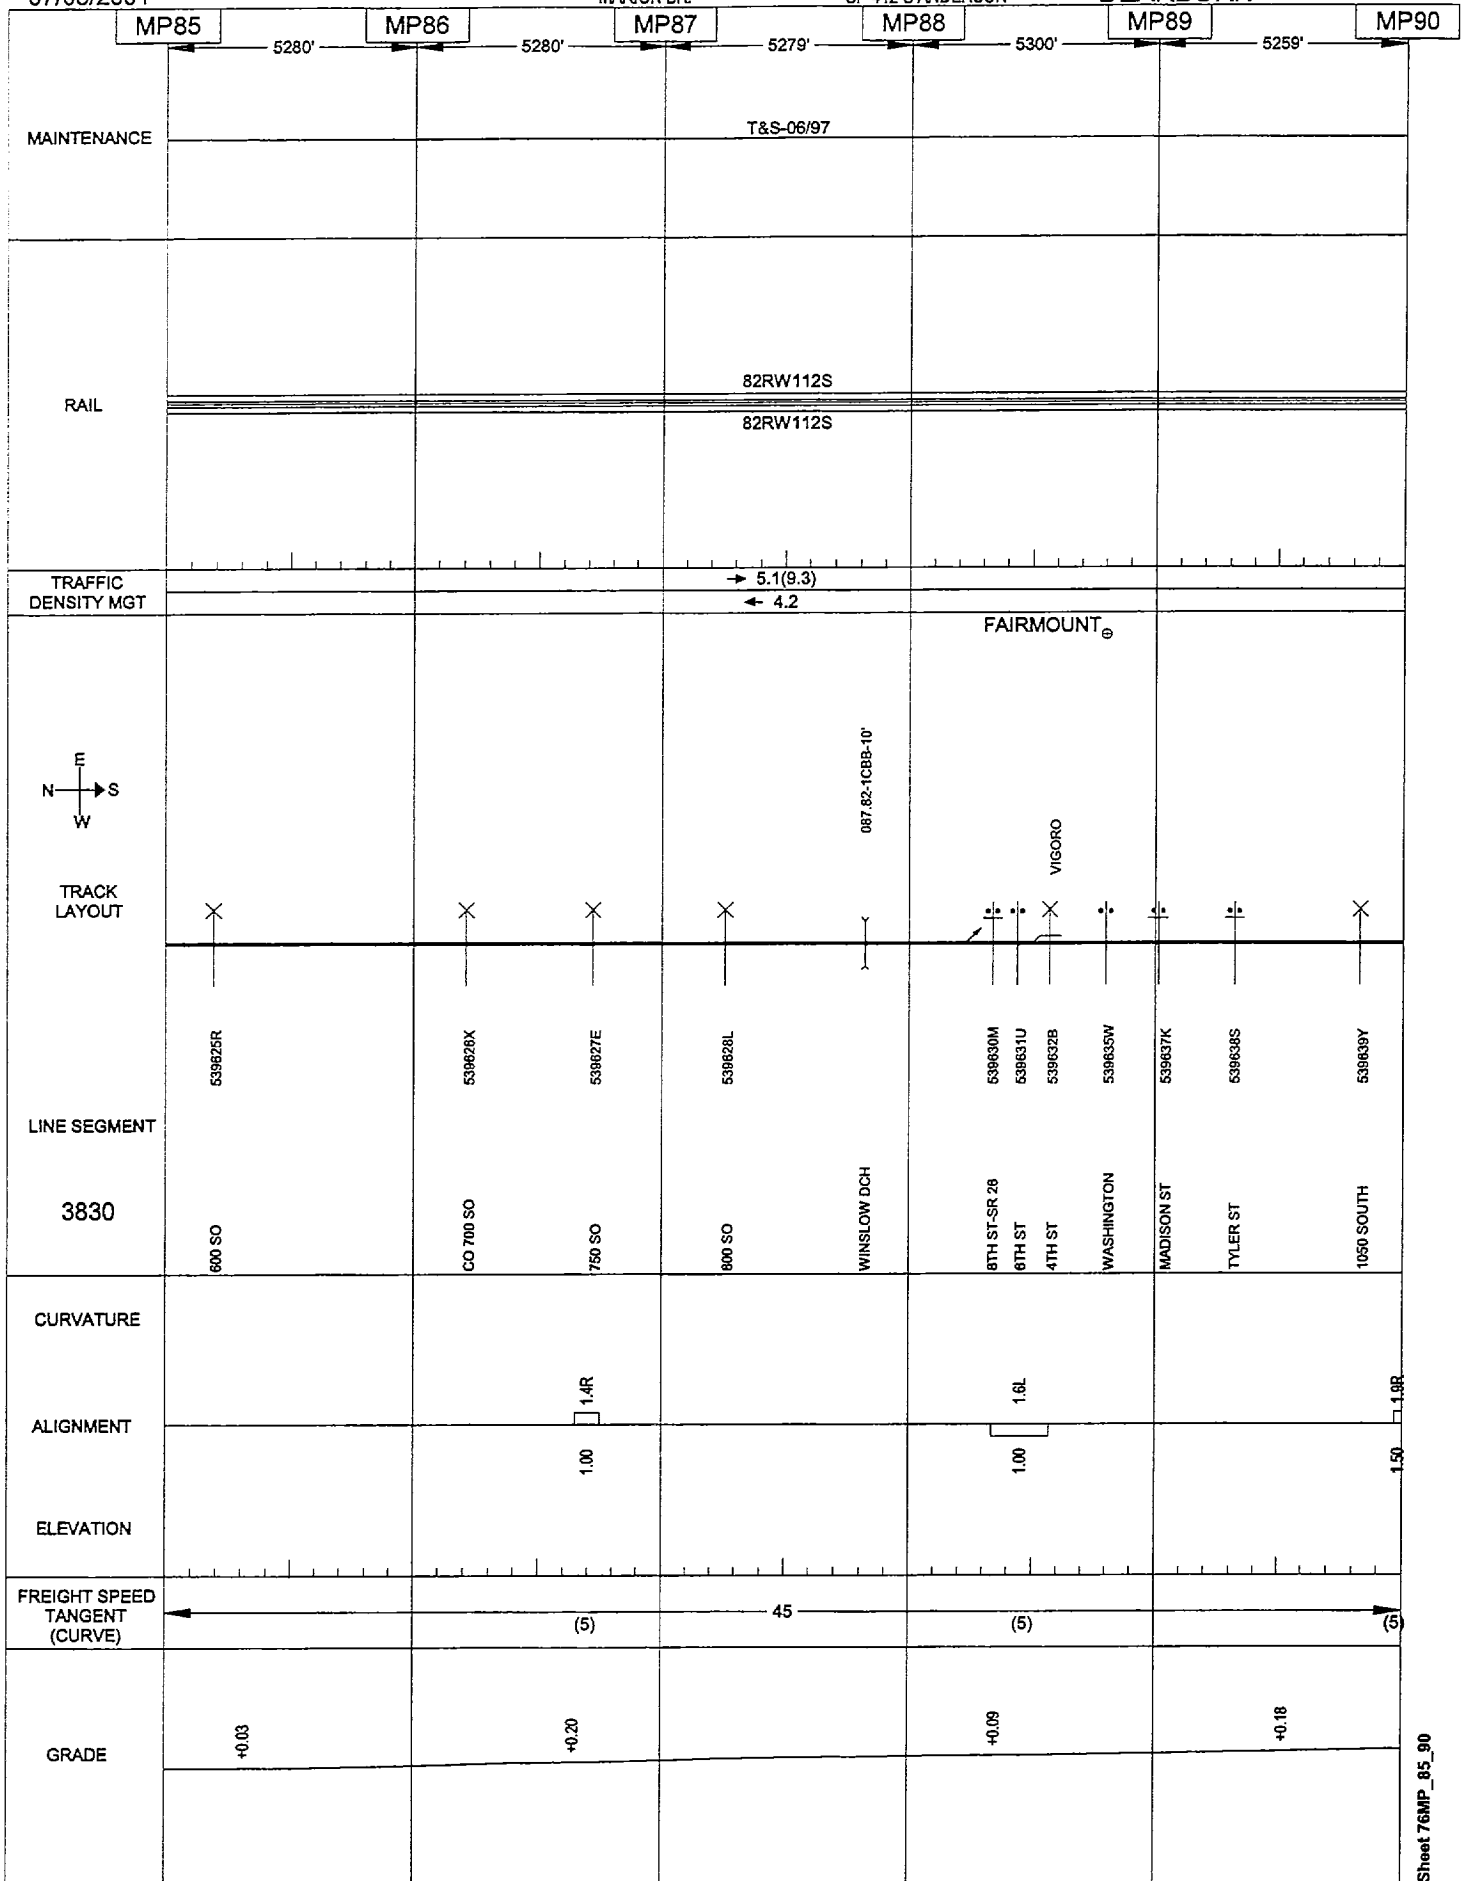 MP85
MP86
MP87
MP88
MP89
MP90
5280'
5280'
5279'
5300'
5259'
MAINTENANCE
T&S-06/97
RAIL
82RW112S
82RW112S
TRAFFIC
DENSITY MGT
5.1(9.3)
4.2
FAIRMOUNT
E
N
S
W
087.82-1CBB-10'
VIGORO
TRACK
LAYOUT
539625R
539626X
539627E
539628L
539630M
539631U
539632B
539635W
539637K
539638S
539639Y
LINE SEGMENT
3830
600 SO
CO 700 SO
750 SO
800 SO
WINSLOW DCH
8TH ST-SR 26
6TH ST
4TH ST
WASHINGTON
MADISON ST
TYLER ST
1050 SOUTH
CURVATURE
1.4R
1.6L
1.9R
ALIGNMENT
1.00
1.00
1.50
ELEVATION
FREIGHT SPEED
TANGENT
(CURVE)
45
(5)
(5)
(5)
GRADE
+0.03
+0.20
+0.09
+0.18
Sheet 76MP_85_90